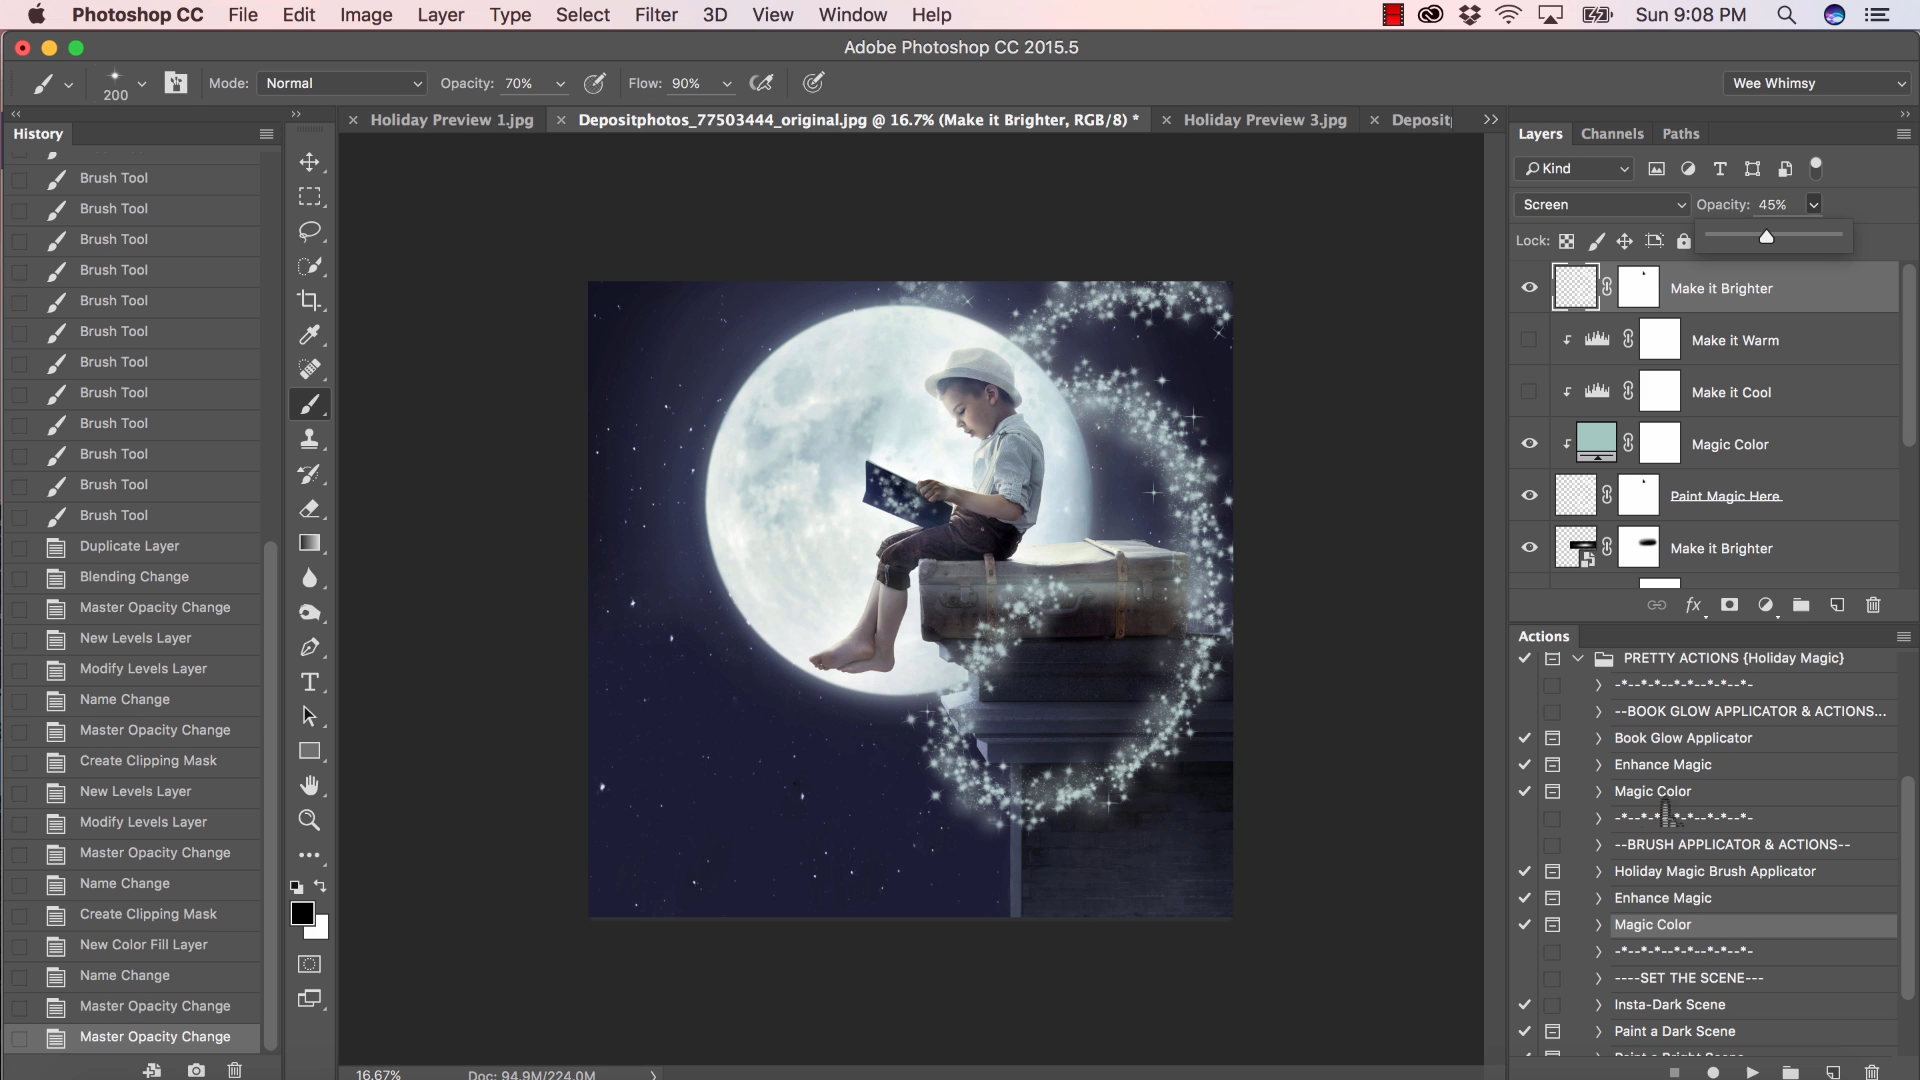 Photoshop CC File Edit Image Layer Type Select Filter 3D View Window Help Sun 9:08 PM
Adobe Photoshop CC 2015.5
200 Mode: Normal Opacity: 70% Flow: 90% Wee Whimsy
Holiday Preview 1.jpg Depositphotos_77503444_original.jpg @ 16.7% (Make it Brighter, RGB/8) * Holiday Preview 3.jpg Deposit
History
Brush Tool
Brush Tool
Brush Tool
Brush Tool
Brush Tool
Brush Tool
Brush Tool
Brush Tool
Brush Tool
Brush Tool
Brush Tool
Brush Tool
Duplicate Layer
Blending Change
Master Opacity Change
New Levels Layer
Modify Levels Layer
Name Change
Master Opacity Change
Create Clipping Mask
New Levels Layer
Modify Levels Layer
Master Opacity Change
Name Change
Create Clipping Mask
New Color Fill Layer
Name Change
Master Opacity Change
Master Opacity Change
16.67% Doc: 94.9M/224.0M
Layers Channels Paths
Kind
Screen Opacity: 45%
Lock:
Make it Brighter
Make it Warm
Make it Cool
Magic Color
Paint Magic Here
Make it Brighter
fx
Actions
PRETTY ACTIONS {Holiday Magic}
-*--*-*--*-*--*-*--*-
--BOOK GLOW APPLICATOR & ACTIONS...
Book Glow Applicator
Enhance Magic
Magic Color
--BRUSH APPLICATOR & ACTIONS--
Holiday Magic Brush Applicator
Enhance Magic
Magic Color
-*--*-*--*-*--*-*--*-
----SET THE SCENE---
Insta-Dark Scene
Paint a Dark Scene